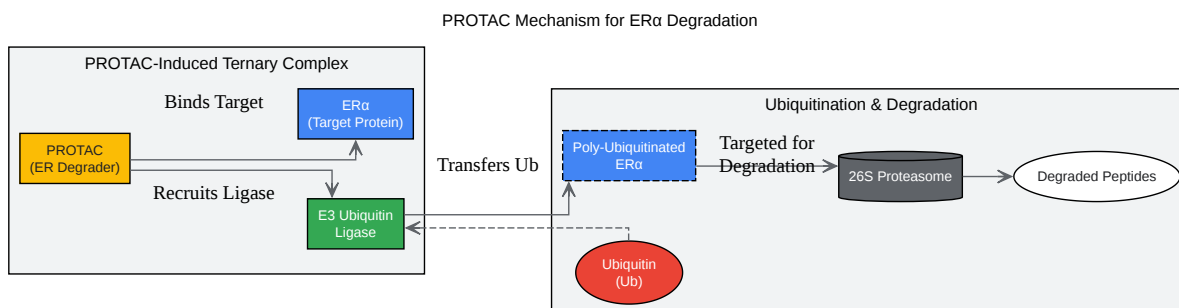 PROTAC Mechanism for ERα Degradation
PROTAC-Induced Ternary Complex
Binds Target
ERα
(Target Protein)
PROTAC
(ER Degrader)
Recruits Ligase
E3 Ubiquitin
Ligase
Transfers Ub
Ubiquitination & Degradation
Poly-Ubiquitinated
ERα
Targeted for
Degradation
26S Proteasome
Degraded Peptides
Ubiquitin
(Ub)